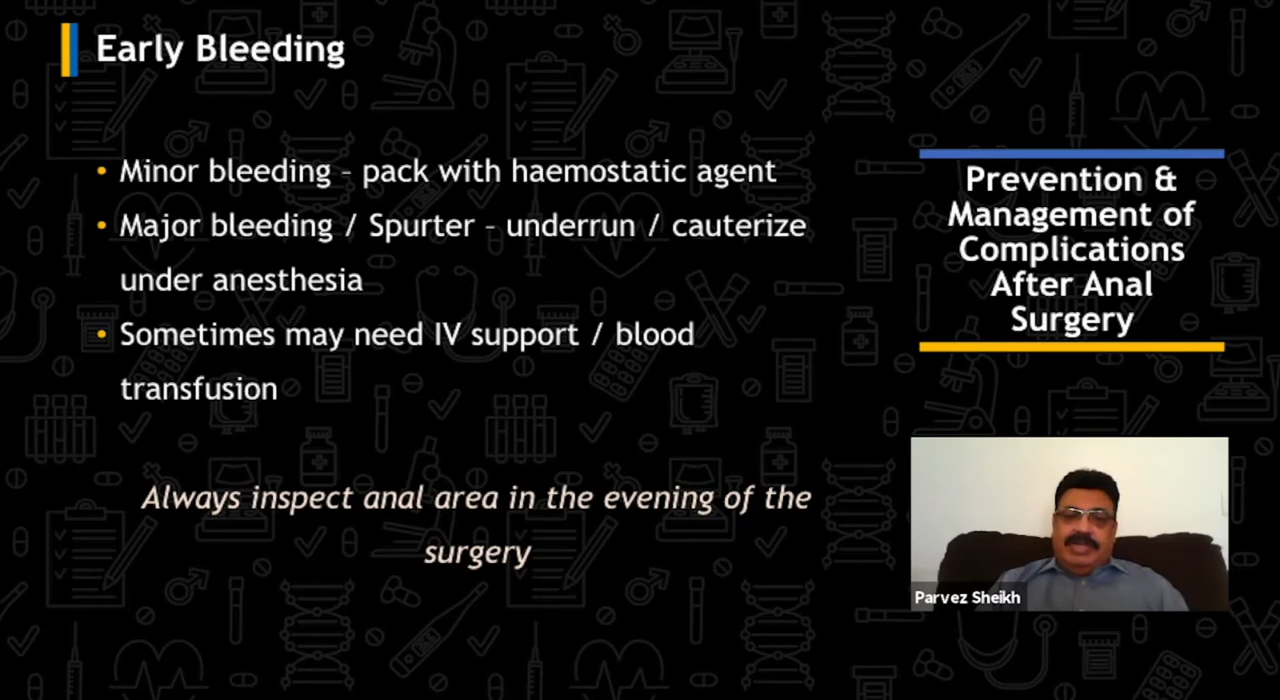 Early Bleeding
• Minor bleeding – pack with haemostatic agent
• Major bleeding / Spurter – underrun / cauterize
under anesthesia
• Sometimes may need IV support / blood
transfusion
Always inspect anal area in the evening of the
surgery
Prevention &
Management of
Complications
After Anal
Surgery
Parvez Sheikh